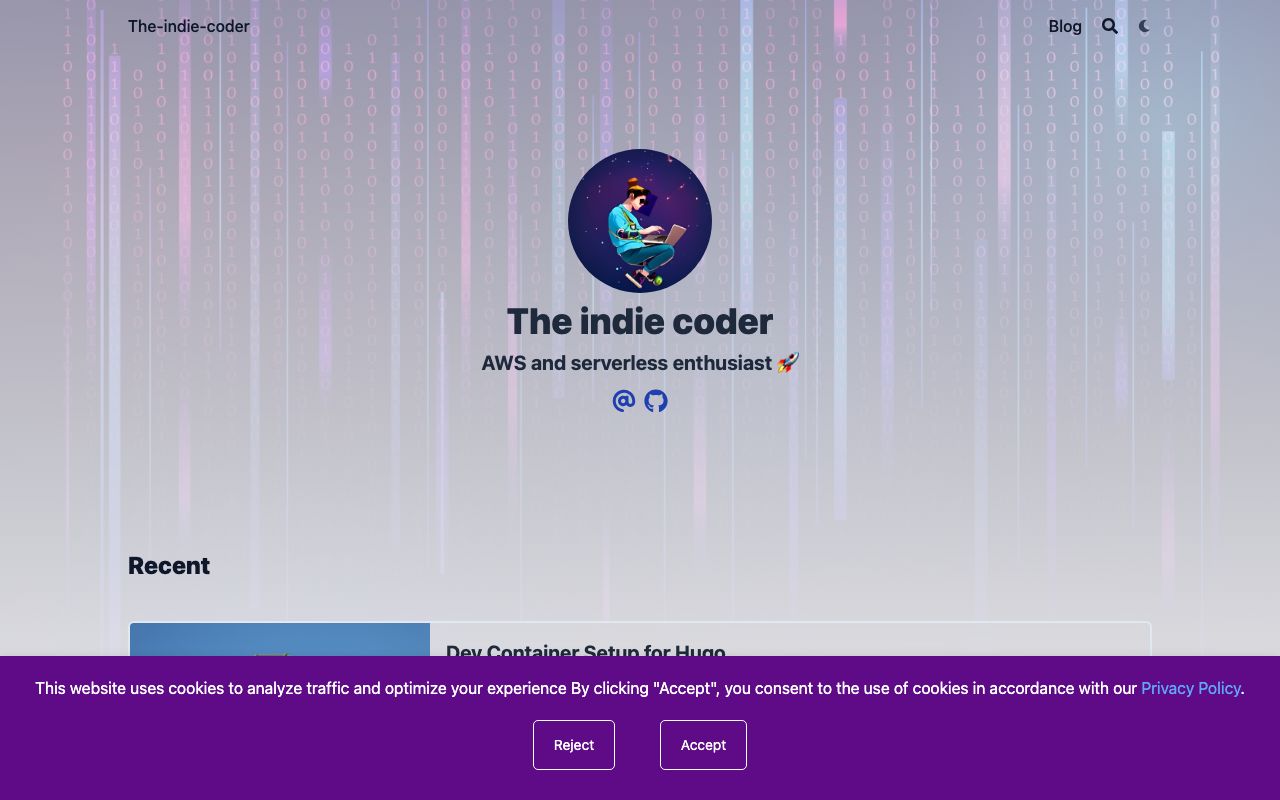 The-indie-coder
Blog
The indie coder
AWS and serverless enthusiast 🚀
Recent
Dev Container Setup for Hugo
This website uses cookies to analyze traffic and optimize your experience By clicking "Accept", you consent to the use of cookies in accordance with our Privacy Policy.
Reject
Accept